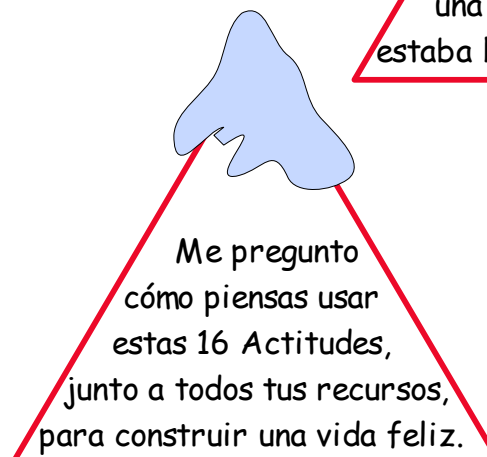 una
estaba
Me pregunto
cómo piensas usar
estas 16 Actitudes,
junto a todos tus recursos,
para construir una vida feliz.